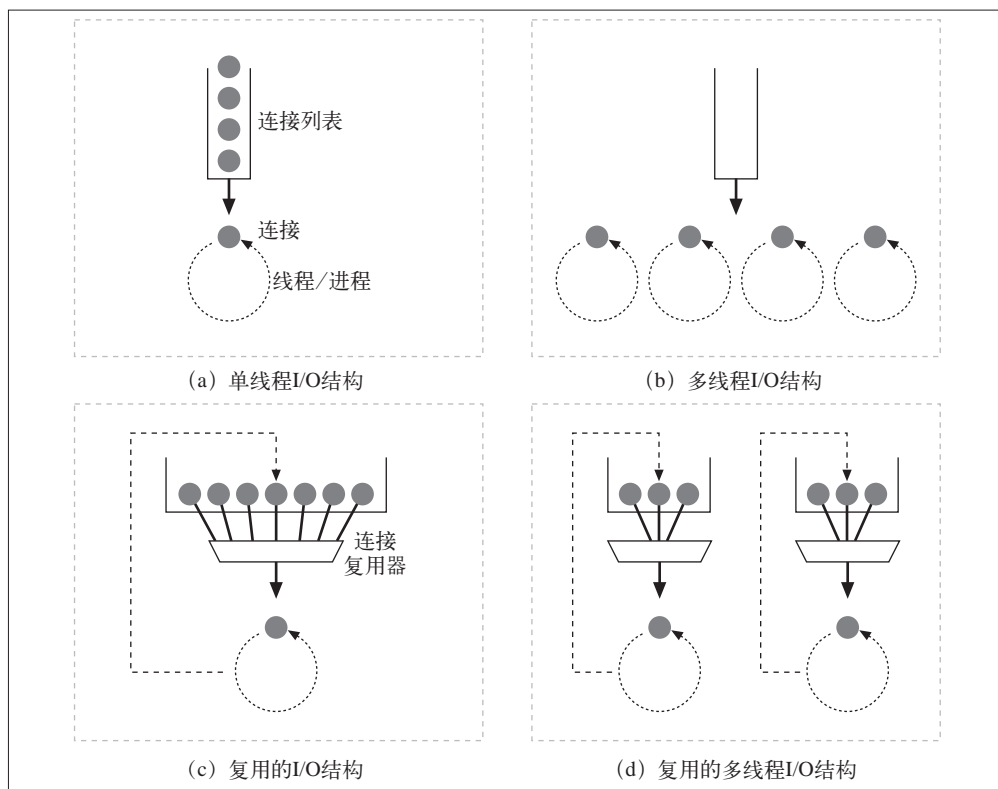 连接列表
连接
线程/进程
(a) 单线程I/O结构
(b) 多线程I/O结构
连接
复用器
(c) 复用的I/O结构
(d) 复用的多线程I/O结构